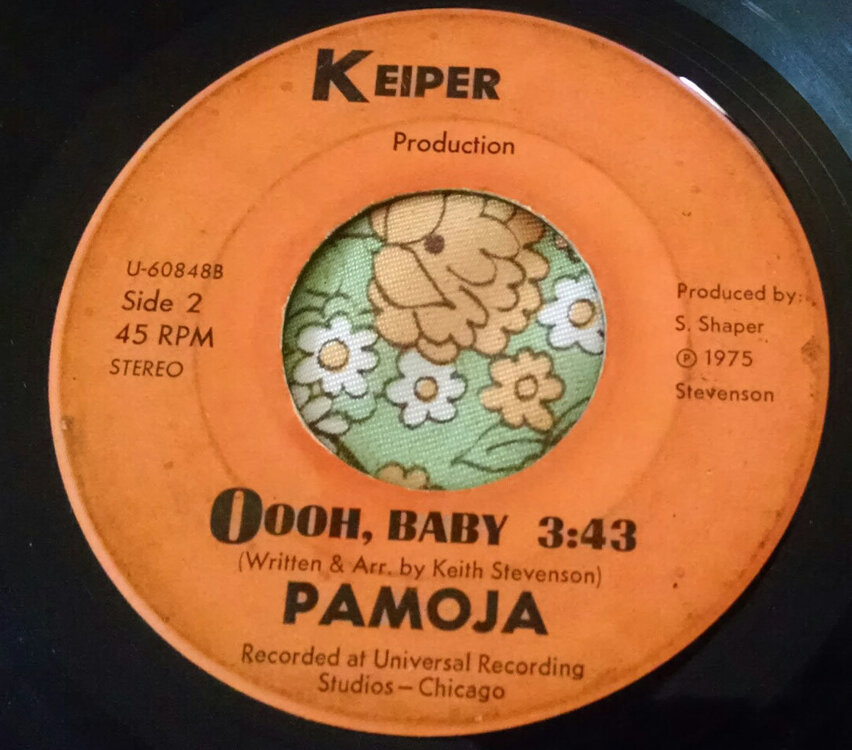 KEIPER
Production
U-60848B
Side 2
45 RPM
STEREO
Produced by:
S. Shaper
℗ 1975
Stevenson
OOOOH, BABY 3:43
(Written & Arr. by Keith Stevenson)
PAMOJA
Recorded at Universal Recording
Studios – Chicago